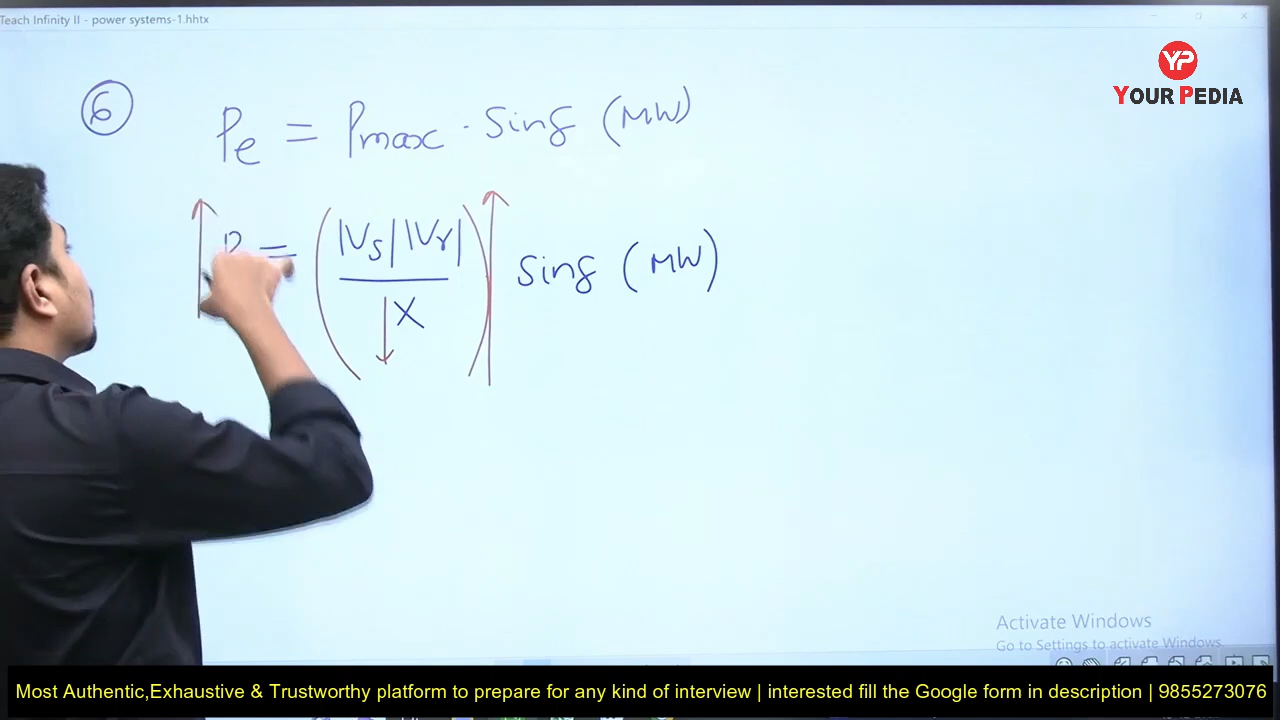 Teach Infinity II - power systems-1.hhtx
YP
YOUR PEDIA
6
Pe = Pmax . Sinδ (MW)
P = (|Vs| |Vr| / X) Sinδ (MW)
Activate Windows
Go to Settings to activate Windows.
Most Authentic,Exhaustive & Trustworthy platform to prepare for any kind of interview | interested fill the Google form in description | 9855273076